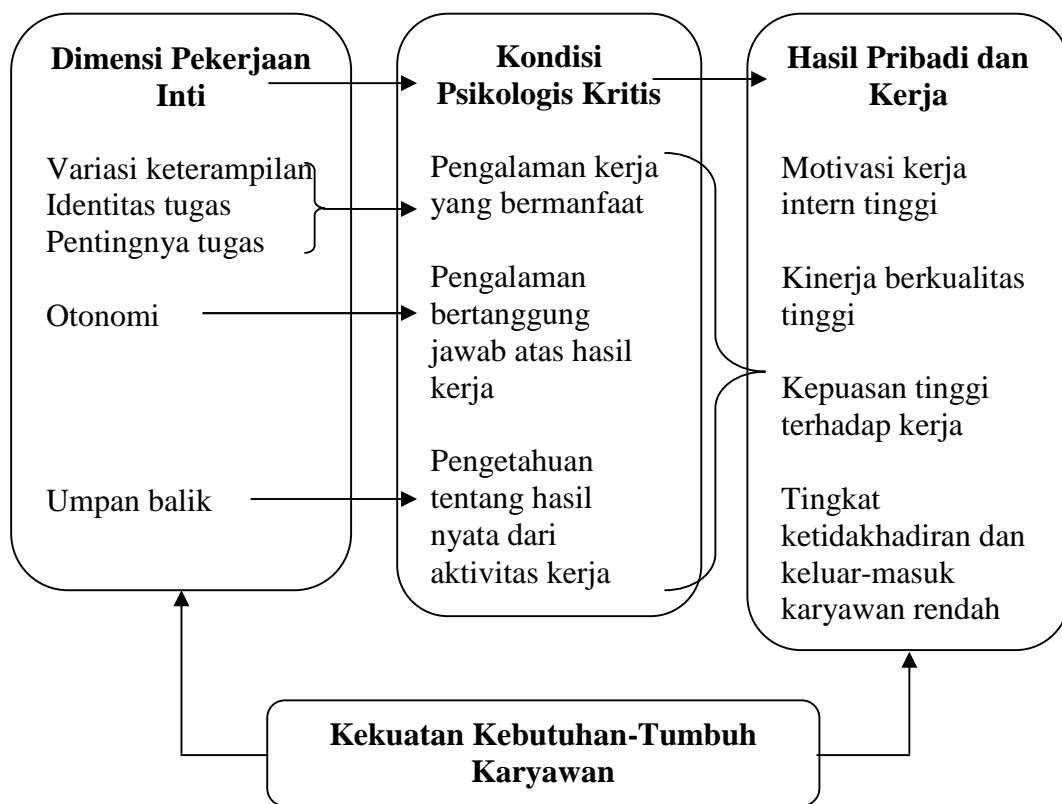 Dimensi Pekerjaan
Inti
Variasi keterampilan
Identitas tugas
Pentingnya tugas
Otonomi
Umpan balik
Kondisi
Psikologis Kritis
Pengalaman kerja
yang bermanfaat
Pengalaman
bertanggung
jawab atas hasil
kerja
Pengetahuan
tentang hasil
nyata dari
aktivitas kerja
Hasil Pribadi dan
Kerja
Motivasi kerja
intern tinggi
Kinerja berkualitas
tinggi
Kepuasan tinggi
terhadap kerja
Tingkat
ketidakhadiran dan
keluar-masuk
karyawan rendah
Kekuatan Kebutuhan-Tumbuh
Karyawan